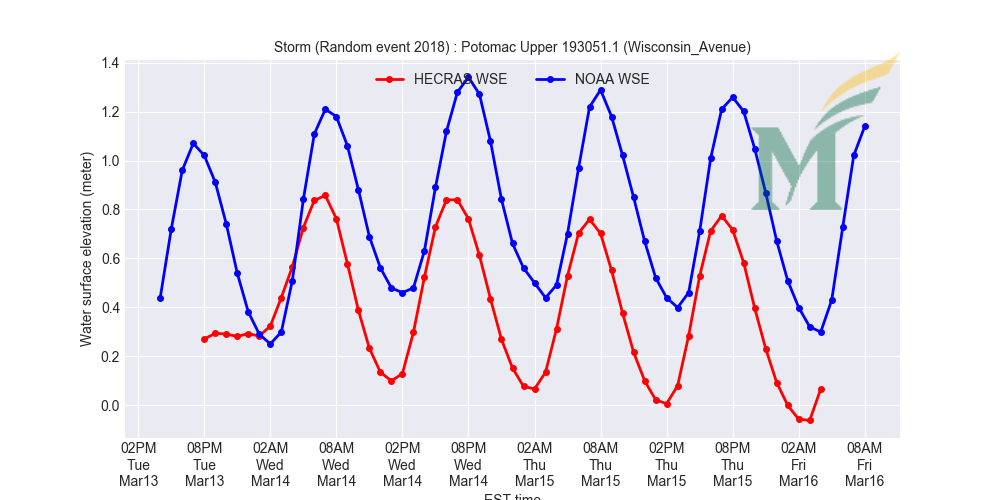 Storm (Random event 2018) : Potomac Upper 193051.1 (Wisconsin_Avenue)
HECRAS WSE
NOAA WSE
Water surface elevation (meter)
1.4
1.2
1.0
0.8
0.6
0.4
0.2
0.0
02PM 08PM 02AM 08AM 02PM 08PM 02AM 08AM 02PM 08PM 02AM 08AM
Tue Tue Wed Wed Wed Wed Thu Thu Thu Thu Fri Fri
Mar13 Mar13 Mar14 Mar14 Mar14 Mar14 Mar15 Mar15 Mar15 Mar15 Mar16 Mar16
EST time
M